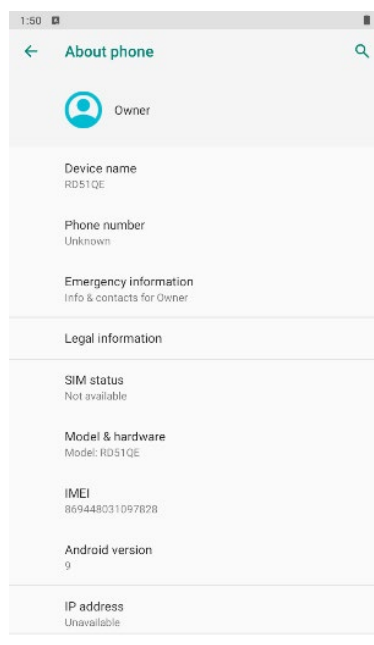 1:50
About phone
Owner
Device name
RD51QE
Phone number
Unknown
Emergency information
Info & contacts for Owner
Legal information
SIM status
Not available
Model & hardware
Model: RD51QE
IMEI
869448031097828
Android version
9
IP address
Unavailable